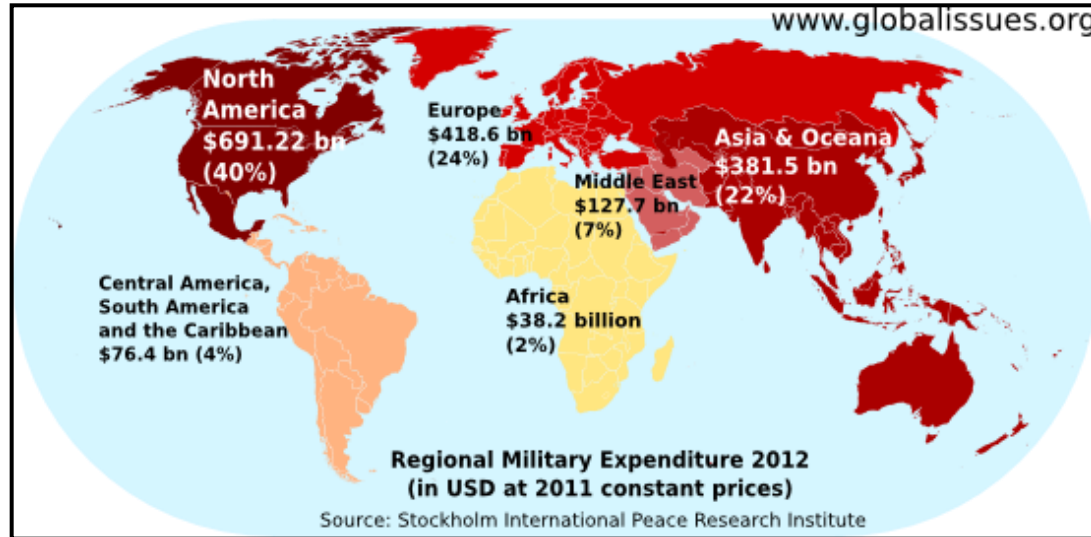 www.globalissues.org
North
America
$691.22 bn
(40%)
Europe
$418.6 bn
(24%)
Asia & Oceana
$381.5 bn
(22%)
Middle East
$127.7 bn
(7%)
Central America,
South America
and the Caribbean
$76.4 bn (4%)
Africa
$38.2 billion
(2%)
Regional Military Expenditure 2012
(in USD at 2011 constant prices)
Source: Stockholm International Peace Research Institute